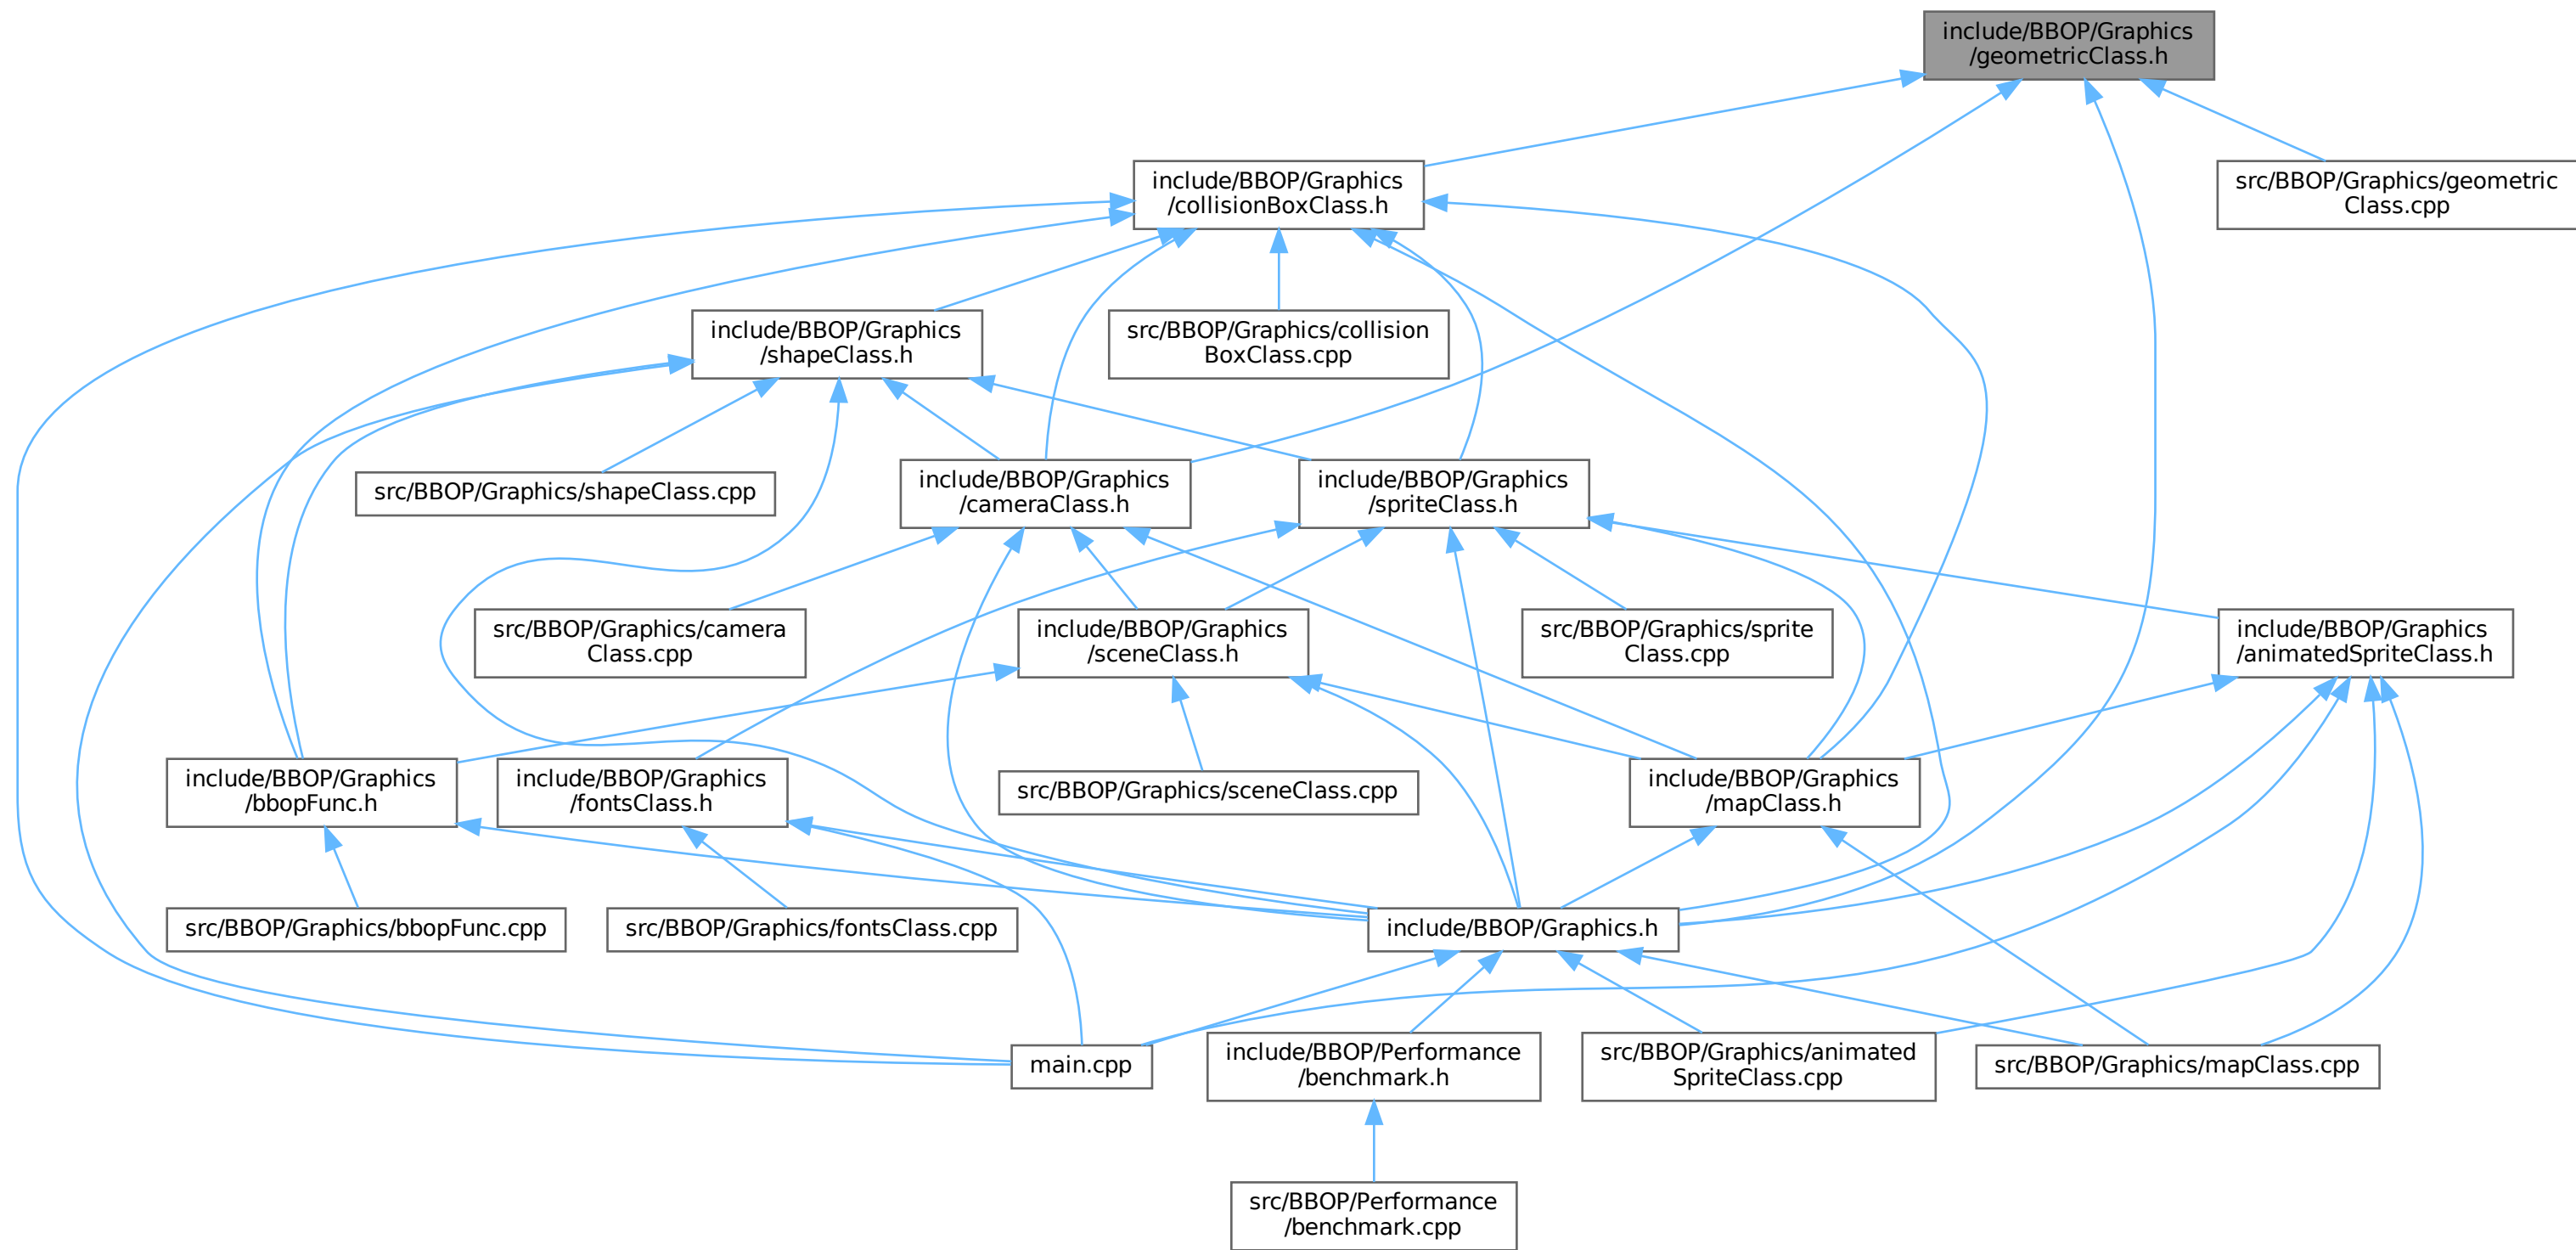 include/BBOP/Graphics
/geometricClass.h
include/BBOP/Graphics
/collisionBoxClass.h
src/BBOP/Graphics/geometric
Class.cpp
include/BBOP/Graphics
/shapeClass.h
src/BBOP/Graphics/collision
BoxClass.cpp
src/BBOP/Graphics/shapeClass.cpp
include/BBOP/Graphics
/cameraClass.h
include/BBOP/Graphics
/spriteClass.h
src/BBOP/Graphics/camera
Class.cpp
include/BBOP/Graphics
/sceneClass.h
src/BBOP/Graphics/sprite
Class.cpp
include/BBOP/Graphics
/animatedSpriteClass.h
include/BBOP/Graphics
/bbopFunc.h
include/BBOP/Graphics
/fontsClass.h
src/BBOP/Graphics/sceneClass.cpp
include/BBOP/Graphics
/mapClass.h
src/BBOP/Graphics/bbopFunc.cpp
src/BBOP/Graphics/fontsClass.cpp
include/BBOP/Graphics.h
main.cpp
include/BBOP/Performance
/benchmark.h
src/BBOP/Graphics/animated
SpriteClass.cpp
src/BBOP/Graphics/mapClass.cpp
src/BBOP/Performance
/benchmark.cpp